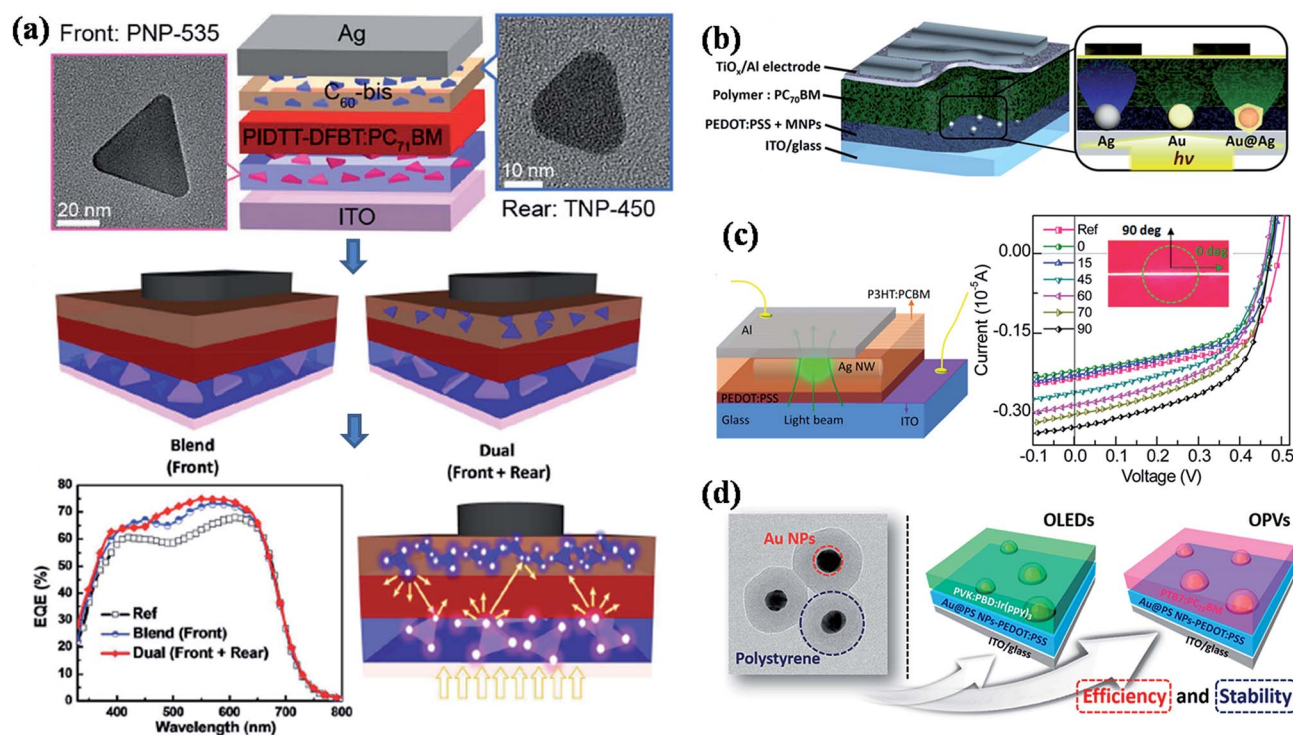 (a)
Front: PNP-535
20 nm
Ag
C60-bis
PIDTT-DFBT:PC71BM
ITO
10 nm
Rear: TNP-450
Blend
(Front)
Dual
(Front + Rear)
EQE (%)
80
70
60
50
40
30
20
10
0
Ref
Blend (Front)
Dual (Front + Rear)
400
500
600
700
800
Wavelength (nm)
(b)
TiOx/Al electrode
Polymer : PC70BM
PEDOT:PSS + MNPs
ITO/glass
Ag
Au
Au@Ag
hν
(c)
P3HT:PCBM
Al
Ag NW
PEDOT:PSS
Glass
Light beam
ITO
Current (10-5A)
0.00
-0.15
-0.30
Ref
0
15
45
60
70
90
90 deg
0 deg
-0.1
0.0
0.1
0.2
0.3
0.4
0.5
Voltage (V)
(d)
Au NPs
Polystyrene
OLEDs
PVK:PBD:Ir(ppy)3
Au@PS NPs-PEDOT:PSS
ITO/glass
OPVs
PTB7:PC71BM
Au@PS NPs-PEDOT:PSS
ITO/glass
Efficiency and Stability